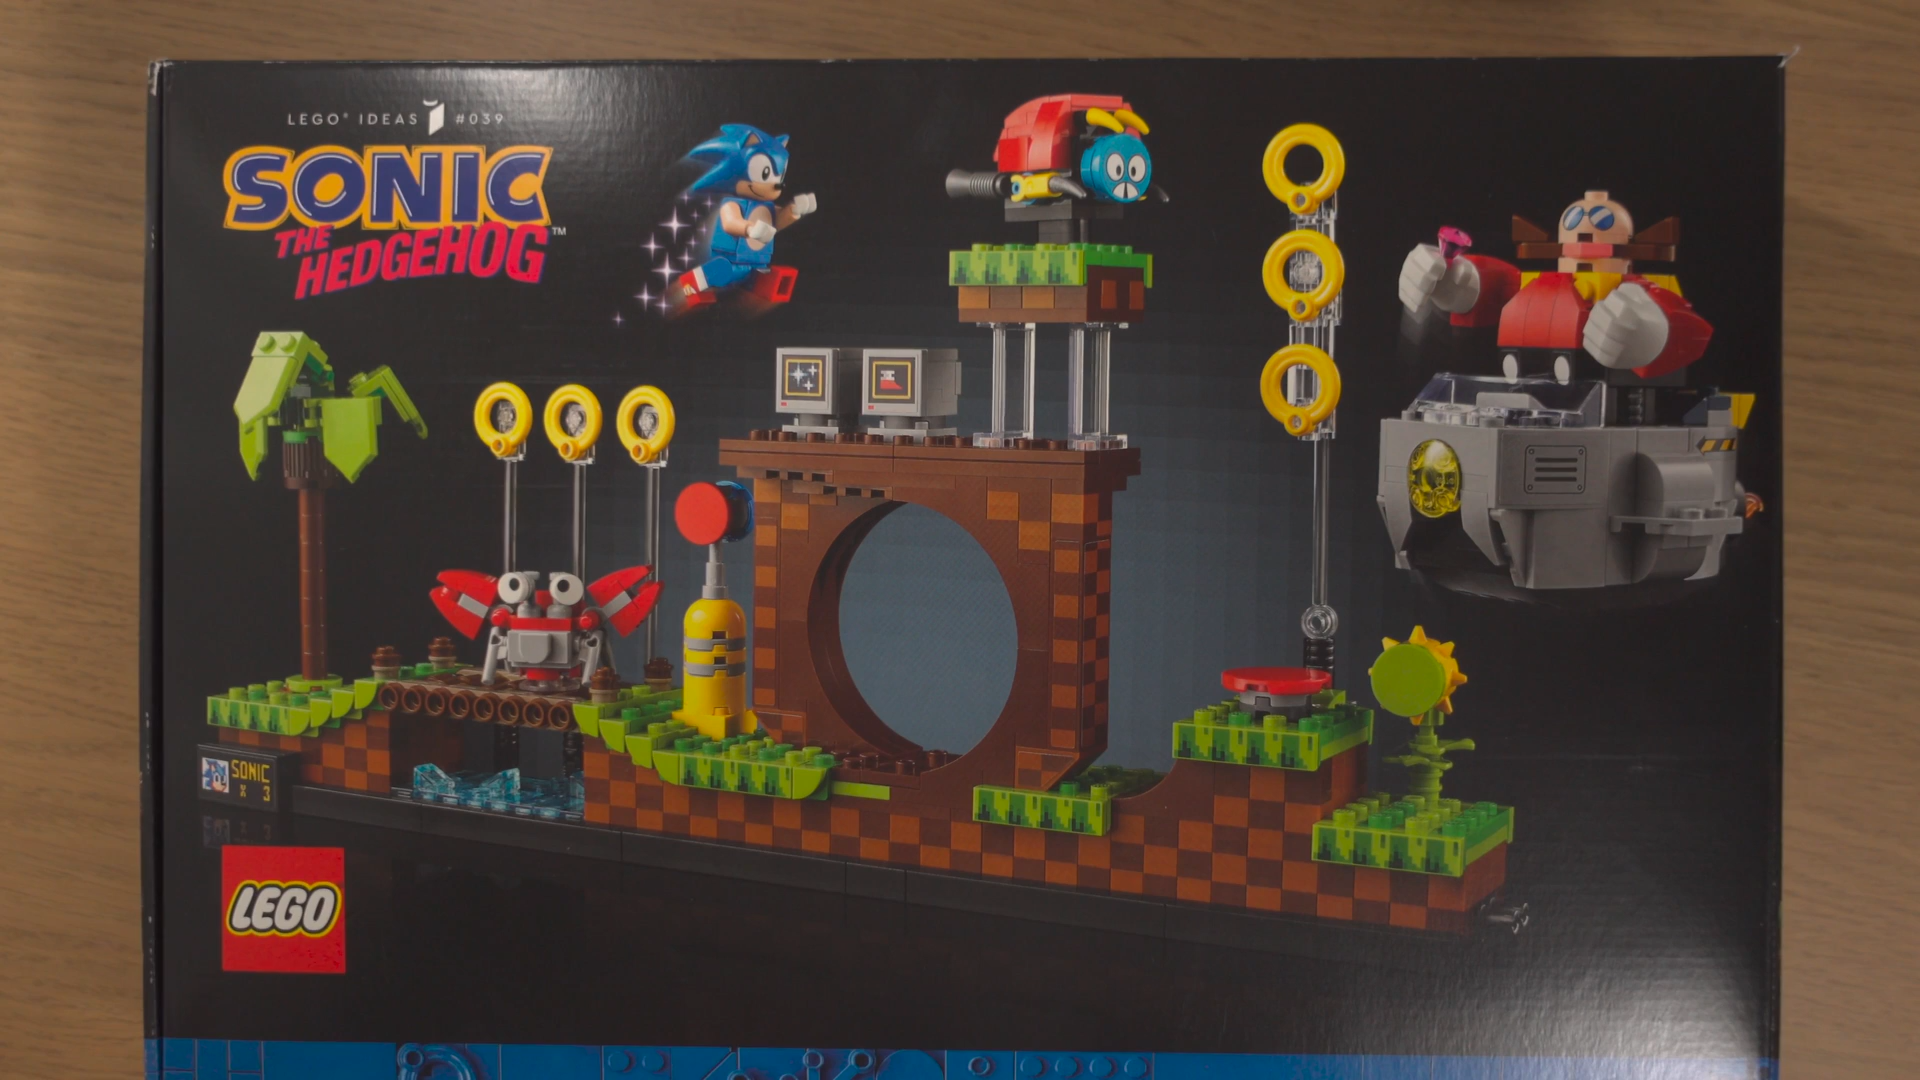 LEGO® IDEAS #039
SONIC
THE
HEDGEHOG™
SONIC
x 3
LEGO